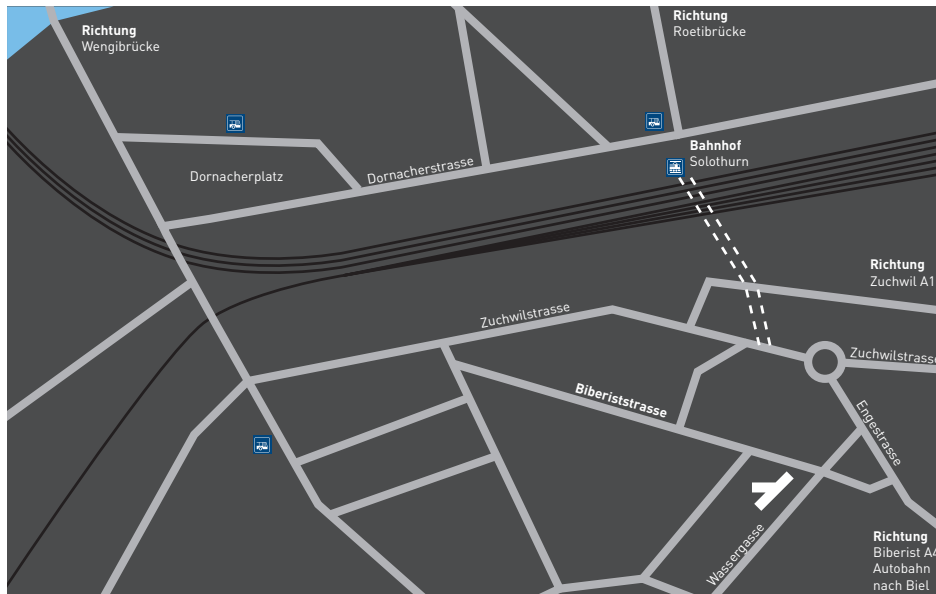 Richtung
Wengibrücke
Richtung
Roetibrücke
Dornacherplatz
Dornacherstrasse
Bahnhof
Solothurn
Richtung
Zuchwil A1
Zuchwilstrasse
Zuchwilstrasse
Biberiststrasse
Engestrasse
Wassergasse
Richtung
Biberist A4
Autobahn
nach Biel